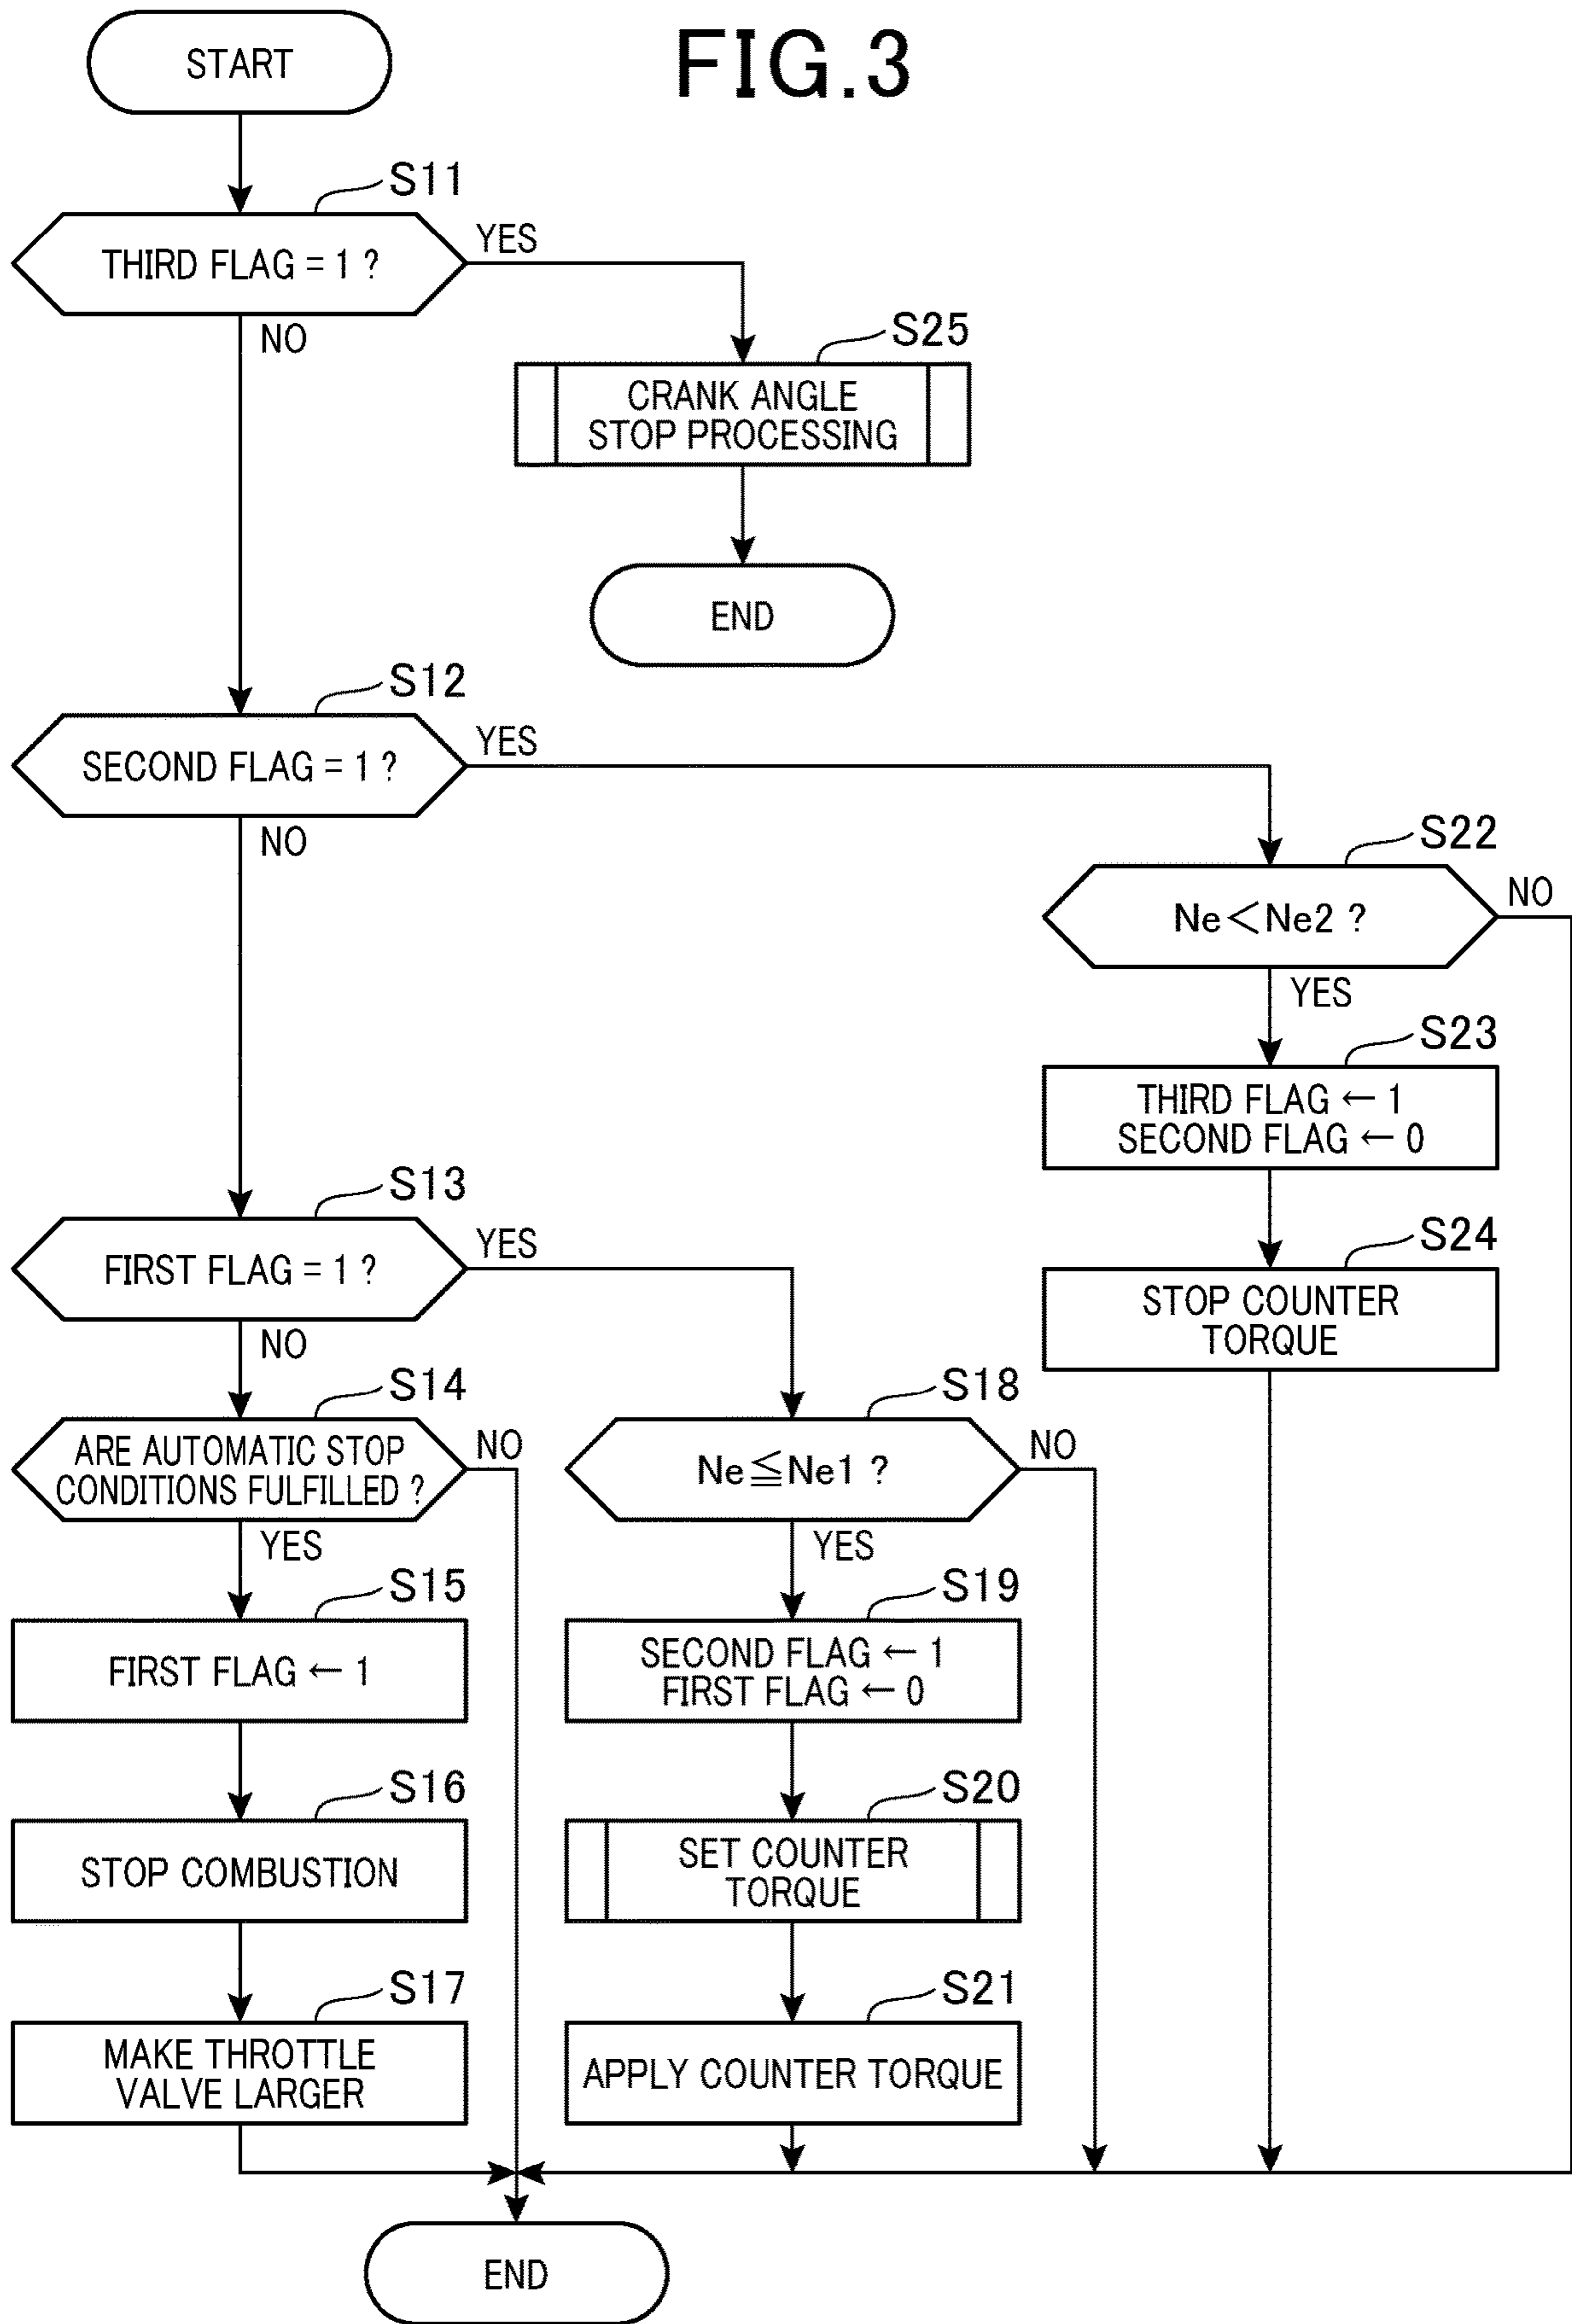 FIG.3
START
S11
THIRD FLAG = 1 ?
YES
NO
S25
CRANK ANGLE
STOP PROCESSING
END
S12
SECOND FLAG = 1 ?
YES
NO
S22
Ne<Ne2 ?
NO
YES
S23
THIRD FLAG ← 1
SECOND FLAG ← 0
S24
STOP COUNTER
TORQUE
S13
FIRST FLAG = 1 ?
YES
NO
S14
ARE AUTOMATIC STOP
CONDITIONS FULFILLED ?
NO
YES
S15
FIRST FLAG ← 1
S16
STOP COMBUSTION
S17
MAKE THROTTLE
VALVE LARGER
S18
Ne≦Ne1 ?
NO
YES
S19
SECOND FLAG ← 1
FIRST FLAG ← 0
S20
SET COUNTER
TORQUE
S21
APPLY COUNTER TORQUE
END